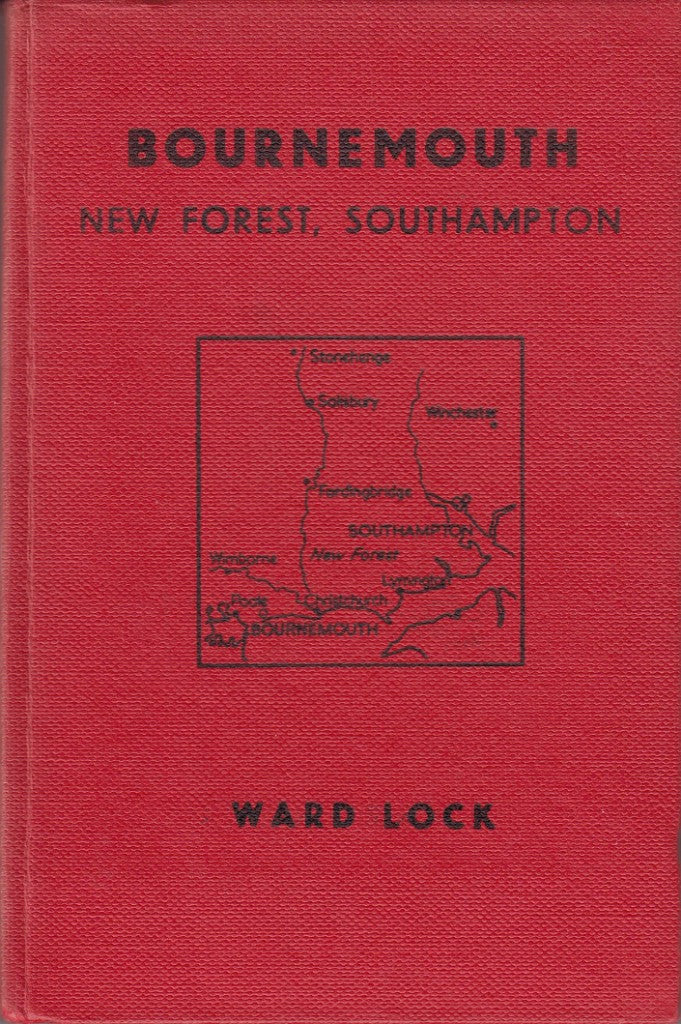 BOURNEMOUTH
NEW FOREST, SOUTHAMPTON
Stonehenge
Salisbury
Winchester
Fordingbridge
SOUTHAMPTON
Wimborne
New Forest
Lymington
Poole
Christchurch
BOURNEMOUTH
WARD LOCK